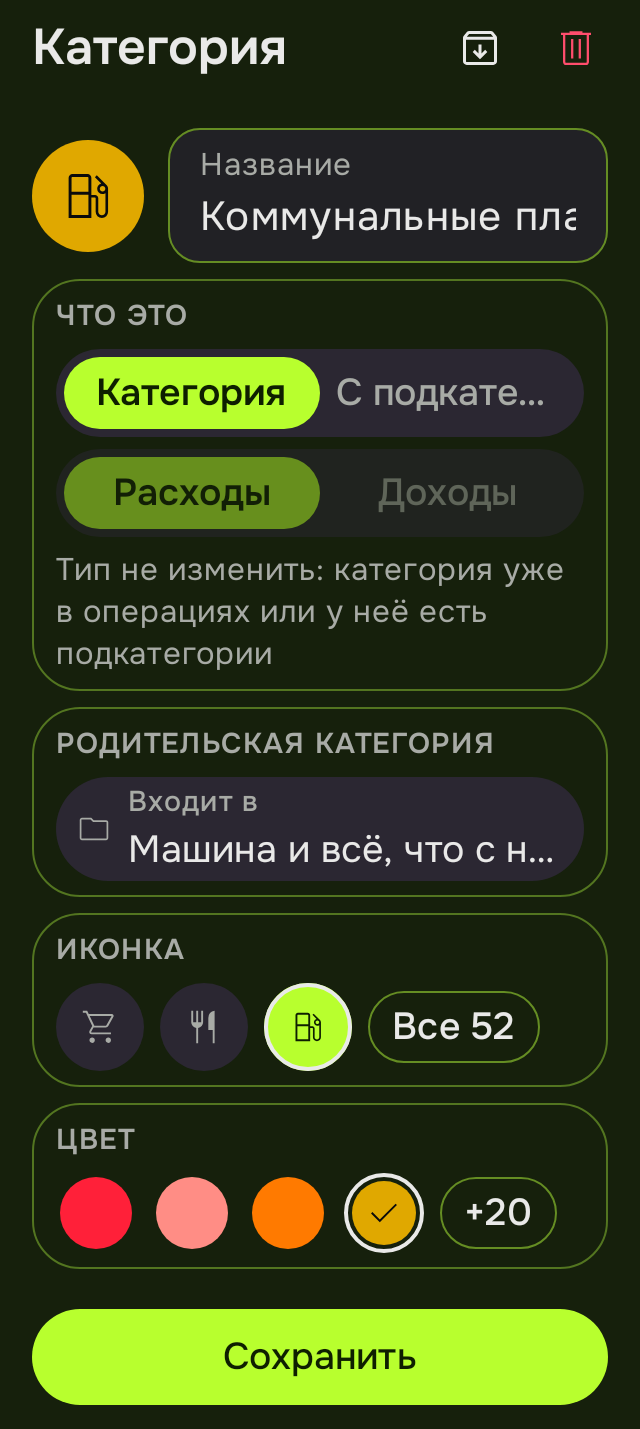 Категория
Название
Коммунальные пла
что это
Категория
С подкате...
Расходы
Доходы
Тип не изменить: категория уже
в операциях или у неё есть
подкатегории
РОДИТЕЛЬСКАЯ КАТЕГОРИЯ
Входит в
Машина и всё, что с н...
ИКОНКА
Все 52
ЦВЕТ
+20
Сохранить